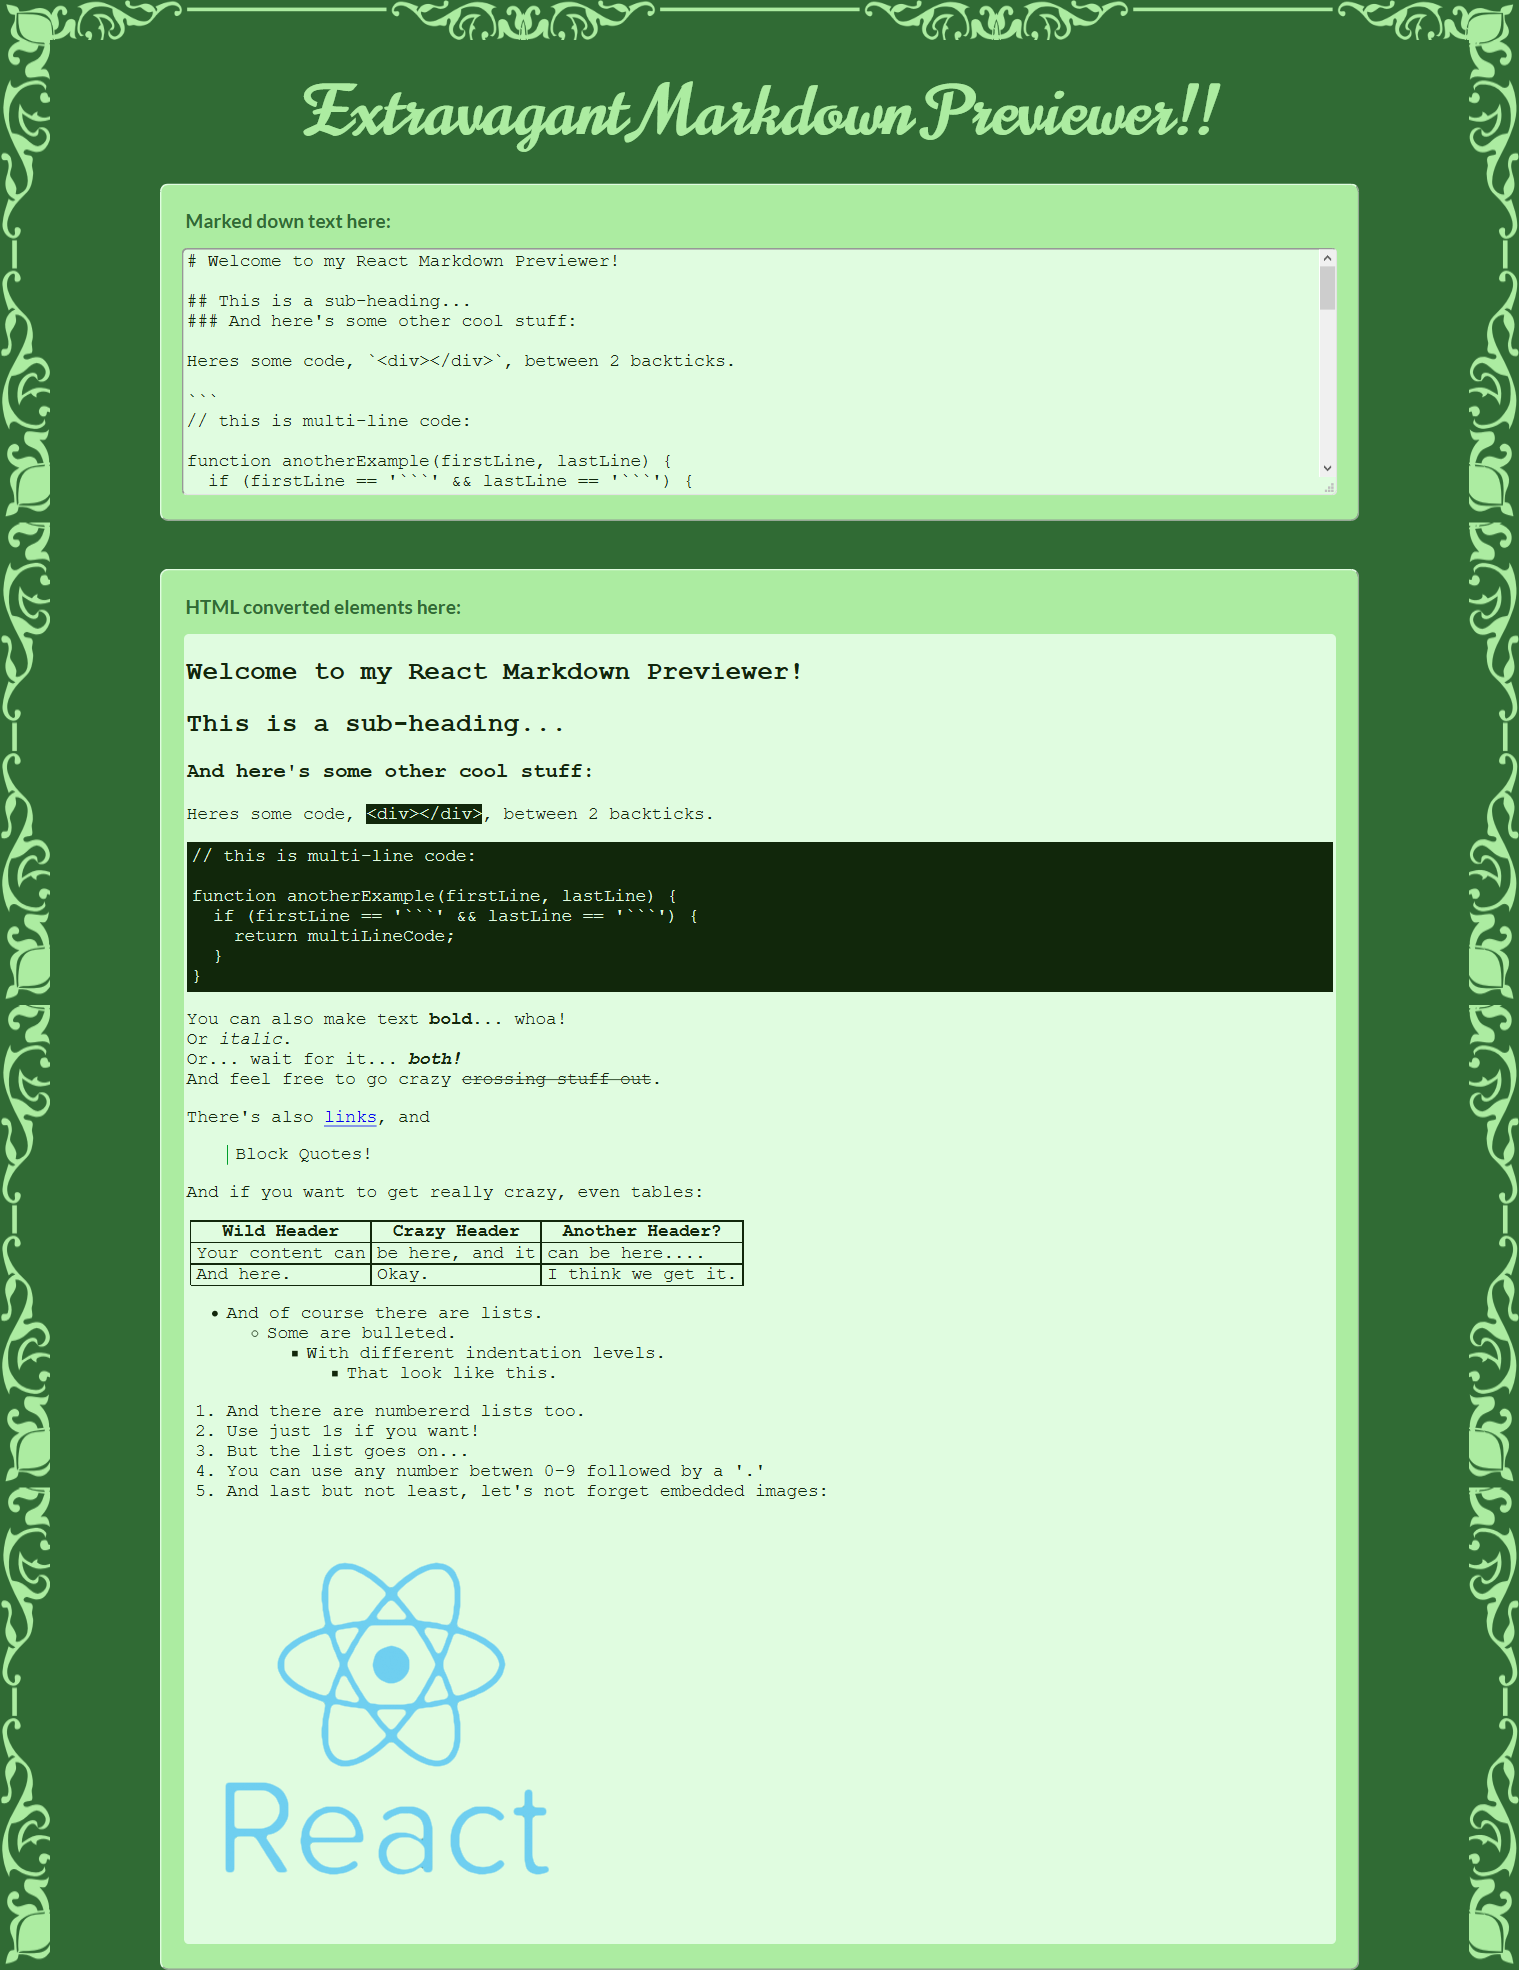 Extravagant Markdown Previewer!!
Marked down text here:
# Welcome to my React Markdown Previewer!
## This is a sub-heading...
### And here's some other cool stuff:
Heres some code, `<div></div>`, between 2 backticks.
```
// this is multi-line code:
function anotherExample(firstLine, lastLine) {
  if (firstLine == '```' && lastLine == '```') {
HTML converted elements here:
Welcome to my React Markdown Previewer!
This is a sub-heading...
And here's some other cool stuff:
Heres some code, <div></div>, between 2 backticks.
// this is multi-line code:
function anotherExample(firstLine, lastLine) {
  if (firstLine == '```' && lastLine == '```') {
    return multiLineCode;
  }
}
You can also make text bold... whoa!
Or italic.
Or... wait for it... both!
And feel free to go crazy crossing stuff out.
There's also links, and
Block Quotes!
And if you want to get really crazy, even tables:
Wild Header Crazy Header Another Header?
Your content can be here, and it can be here....
And here. Okay. I think we get it.
• And of course there are lists.
○ Some are bulleted.
▪ With different indentation levels.
▪ That look like this.
1. And there are numbererd lists too.
2. Use just 1s if you want!
3. But the list goes on...
4. You can use any number betwen 0-9 followed by a '.'
5. And last but not least, let's not forget embedded images:
React